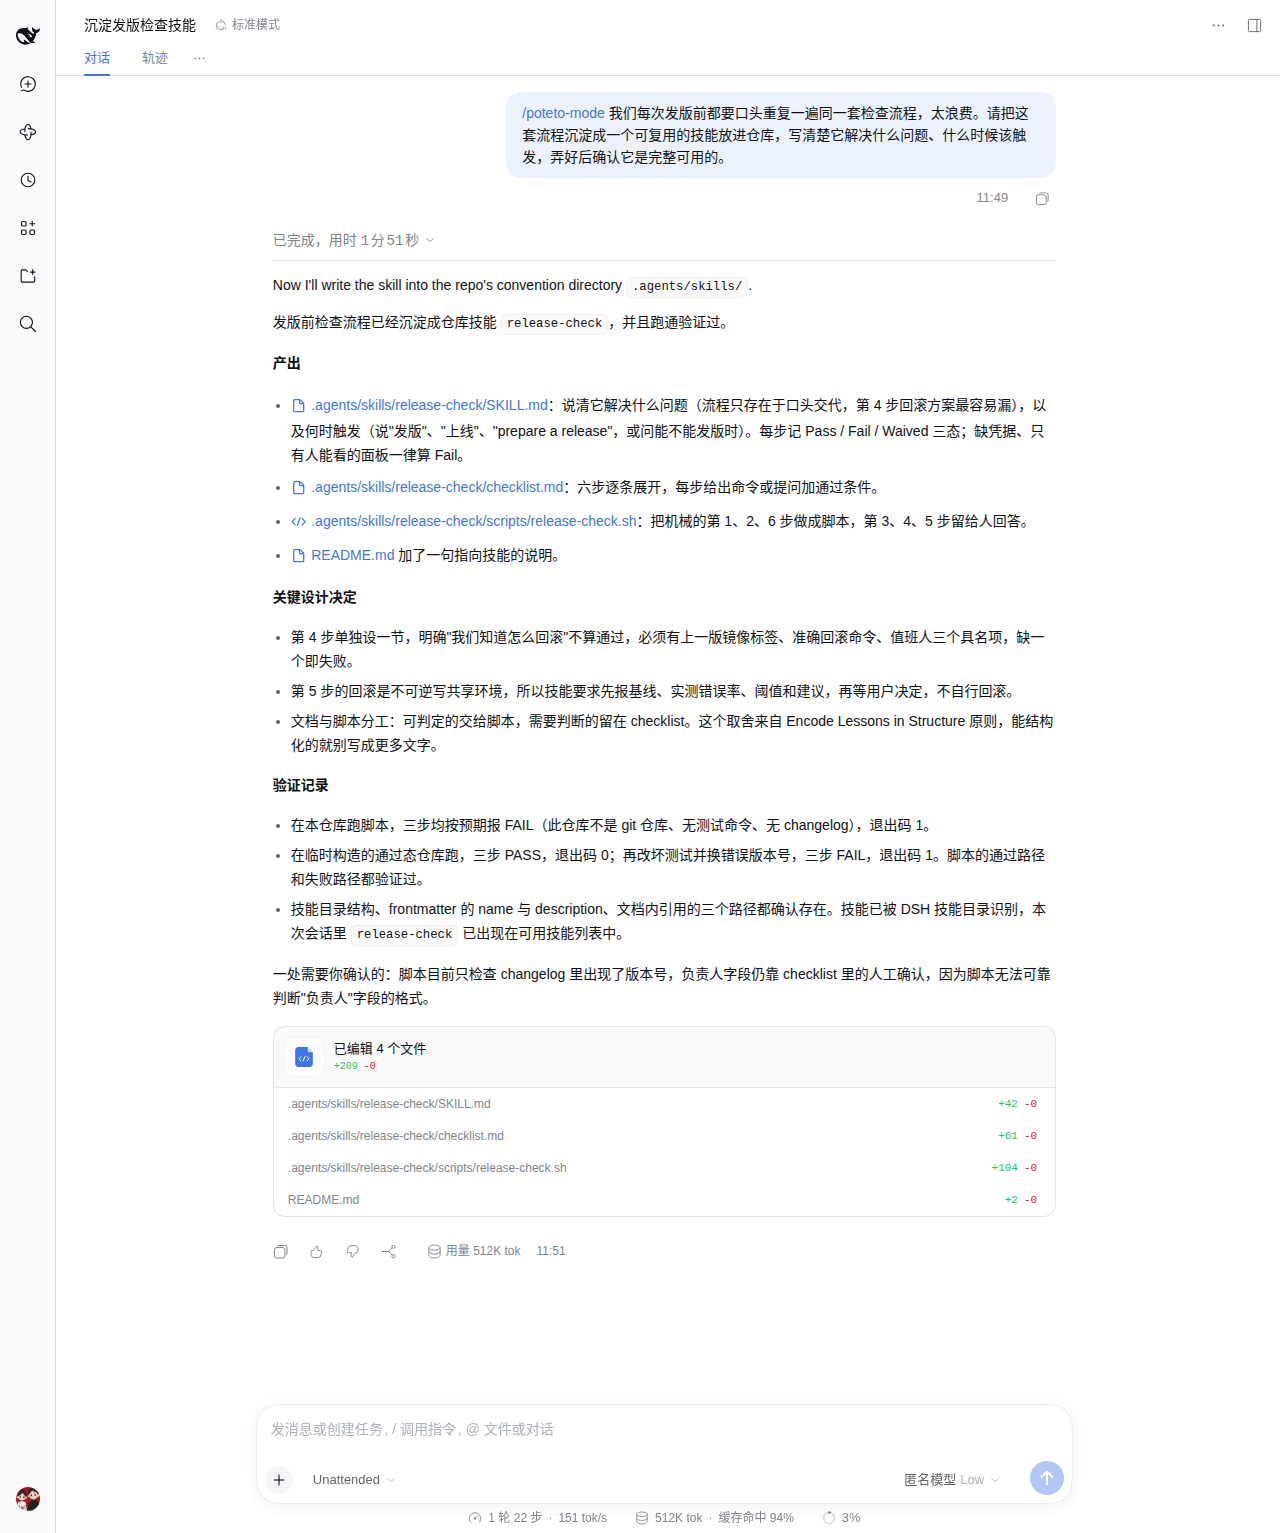 沉淀发版检查技能 标准模式
对话 轨迹 ···
/poteto-mode 我们每次发版前都要口头重复一遍同一套检查流程，太浪费。请把这
套流程沉淀成一个可复用的技能放进仓库，写清楚它解决什么问题、什么时候该触
发，弄好后确认它是完整可用的。
11:49
已完成，用时 1分51秒
Now I'll write the skill into the repo's convention directory .agents/skills/.
发版前检查流程已经沉淀成仓库技能 release-check，并且跑通验证过。
产出
• .agents/skills/release-check/SKILL.md：说清它解决什么问题（流程只存在于口头交代，第 4 步回滚方案最容易漏），以
及何时触发（说"发版"、"上线"、"prepare a release"，或问能不能发版时）。每步记 Pass / Fail / Waived 三态；缺凭据、只
有人能看的面板一律算 Fail。
• .agents/skills/release-check/checklist.md：六步逐条展开，每步给出命令或提问加通过条件。
• .agents/skills/release-check/scripts/release-check.sh：把机械的第 1、2、6 步做成脚本，第 3、4、5 步留给人回答。
• README.md 加了一句指向技能的说明。
关键设计决定
• 第 4 步单独设一节，明确"我们知道怎么回滚"不算通过，必须有上一版镜像标签、准确回滚命令、值班人三个具名项，缺一
个即失败。
• 第 5 步的回滚是不可逆写共享环境，所以技能要求先报基线、实测错误率、阈值和建议，再等用户决定，不自行回滚。
• 文档与脚本分工：可判定的交给脚本，需要判断的留在 checklist。这个取舍来自 Encode Lessons in Structure 原则，能结构
化的就别写成更多文字。
验证记录
• 在本仓库跑脚本，三步均按预期报 FAIL（此仓库不是 git 仓库、无测试命令、无 changelog），退出码 1。
• 在临时构造的通过态仓库跑，三步 PASS，退出码 0；再改坏测试并换错误版本号，三步 FAIL，退出码 1。脚本的通过路径
和失败路径都验证过。
• 技能目录结构、frontmatter 的 name 与 description、文档内引用的三个路径都确认存在。技能已被 DSH 技能目录识别，本
次会话里 release-check 已出现在可用技能列表中。
一处需要你确认的：脚本目前只检查 changelog 里出现了版本号，负责人字段仍靠 checklist 里的人工确认，因为脚本无法可靠
判断"负责人"字段的格式。
已编辑 4 个文件
+209 -0
.agents/skills/release-check/SKILL.md +42 -0
.agents/skills/release-check/checklist.md +61 -0
.agents/skills/release-check/scripts/release-check.sh +104 -0
README.md +2 -0
用量 512K tok 11:51
发消息或创建任务, / 调用指令, @ 文件或对话
Unattended 匿名模型 Low
1 轮 22 步 · 151 tok/s 512K tok · 缓存命中 94% 3%